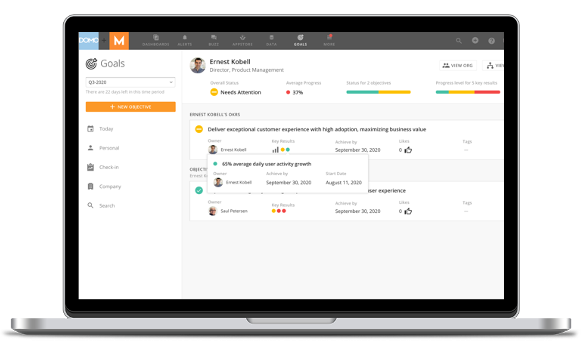 DOMO + M
DASHBOARDS ALERTS BUZZ APPSTORE DATA GOALS MORE
Goals
Q3-2020
There are 22 days left in this time period.
+ NEW OBJECTIVE
Today
Personal
Check-in
Company
Search
Ernest Kobell
Director, Product Management
VIEW ORG
VIEW
Overall Status
Average Progress
Status for 2 objectives
Progress level for 5 key results
Needs Attention
37%
ERNEST KOBELL'S OKRS
Deliver exceptional customer experience with high adoption, maximizing business value
Owner
Key Results
Achieve by
Likes
Tags
Ernest Kobell
September 30, 2020
0
--
65% average daily user activity growth
Owner
Achieve by
Start Date
Ernest Kobell
September 30, 2020
August 11, 2020
OBJECT
user experience
Owner
Key Results
Achieve by
Likes
Tags
Saul Petersen
September 30, 2020
0
--